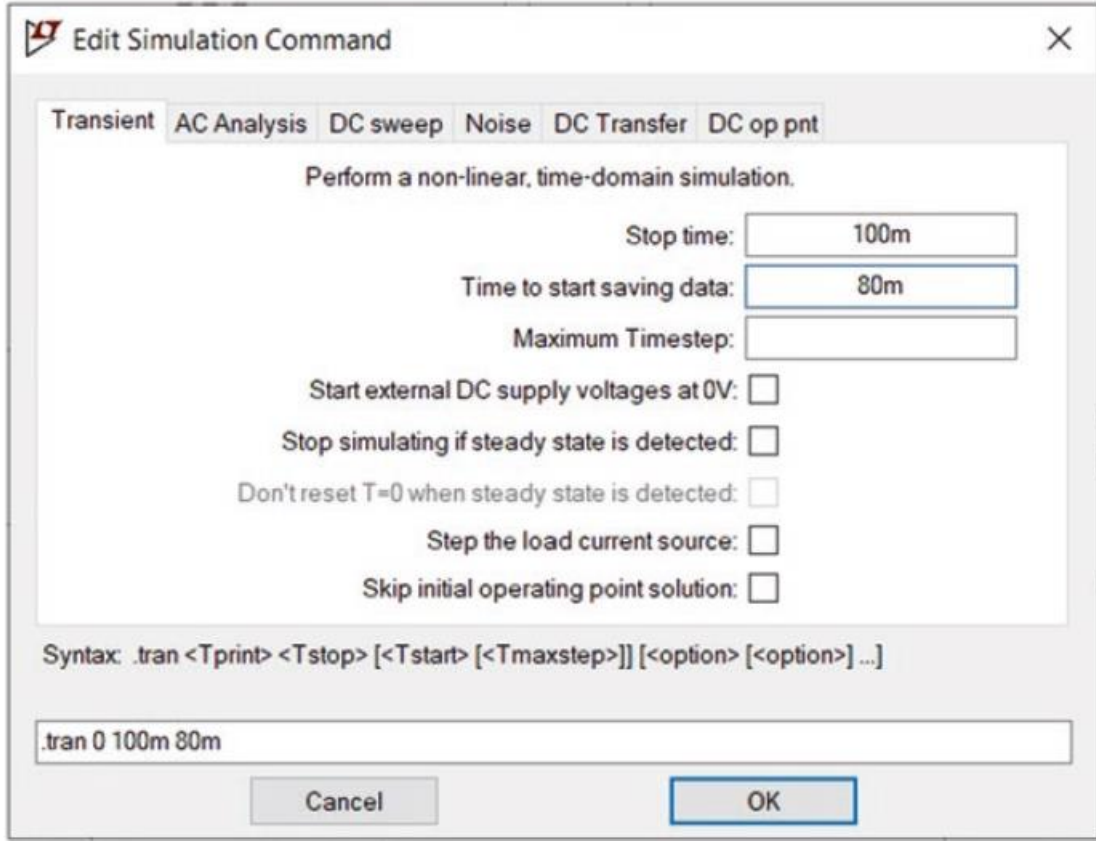 Edit Simulation Command
Transient AC Analysis DC sweep Noise DC Transfer DC op pnt
Perform a non-linear, time-domain simulation.
Stop time: 100m
Time to start saving data: 80m
Maximum Timestep:
Start external DC supply voltages at 0V:
Stop simulating if steady state is detected:
Don't reset T=0 when steady state is detected:
Step the load current source:
Skip initial operating point solution:
Syntax: .tran <Tprint> <Tstop> [<Tstart> [<Tmaxstep>]] [<option> [<option>] ...]
.tran 0 100m 80m
Cancel OK